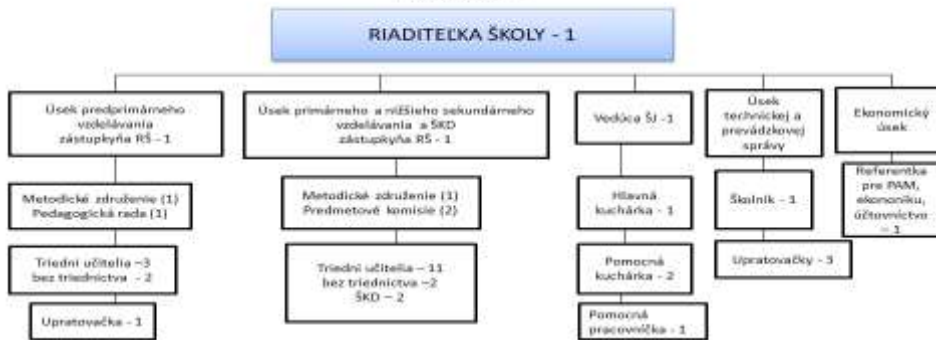 RIADITEĽKA ŠKOLY - 1
Úsek predprimárneho
vzdelávania
zástupkyňa RŠ - 1
Úsek primárneho a nižšieho sekundárneho
vzdelávania a ŠKD
zástupkyňa RŠ - 1
Vedúca ŠJ -1
Úsek
technickej a
prevádzkovej
správy
Ekonomický
úsek
Metodické združenie (1)
Pedagogická rada (1)
Metodické združenie (1)
Predmetové komisie (2)
Hlavná
kuchárka - 1
Školník - 1
Referentka
pre PAM,
ekonomiku,
účtovníctvo
- 1
Triedni učitelia –3
bez triedníctva - 2
Triedni učitelia – 11
bez triedníctva –2
ŠKD – 2
Pomocná
kuchárka - 2
Upratovačky - 3
Upratovačka - 1
Pomocná
pracovníčka - 1